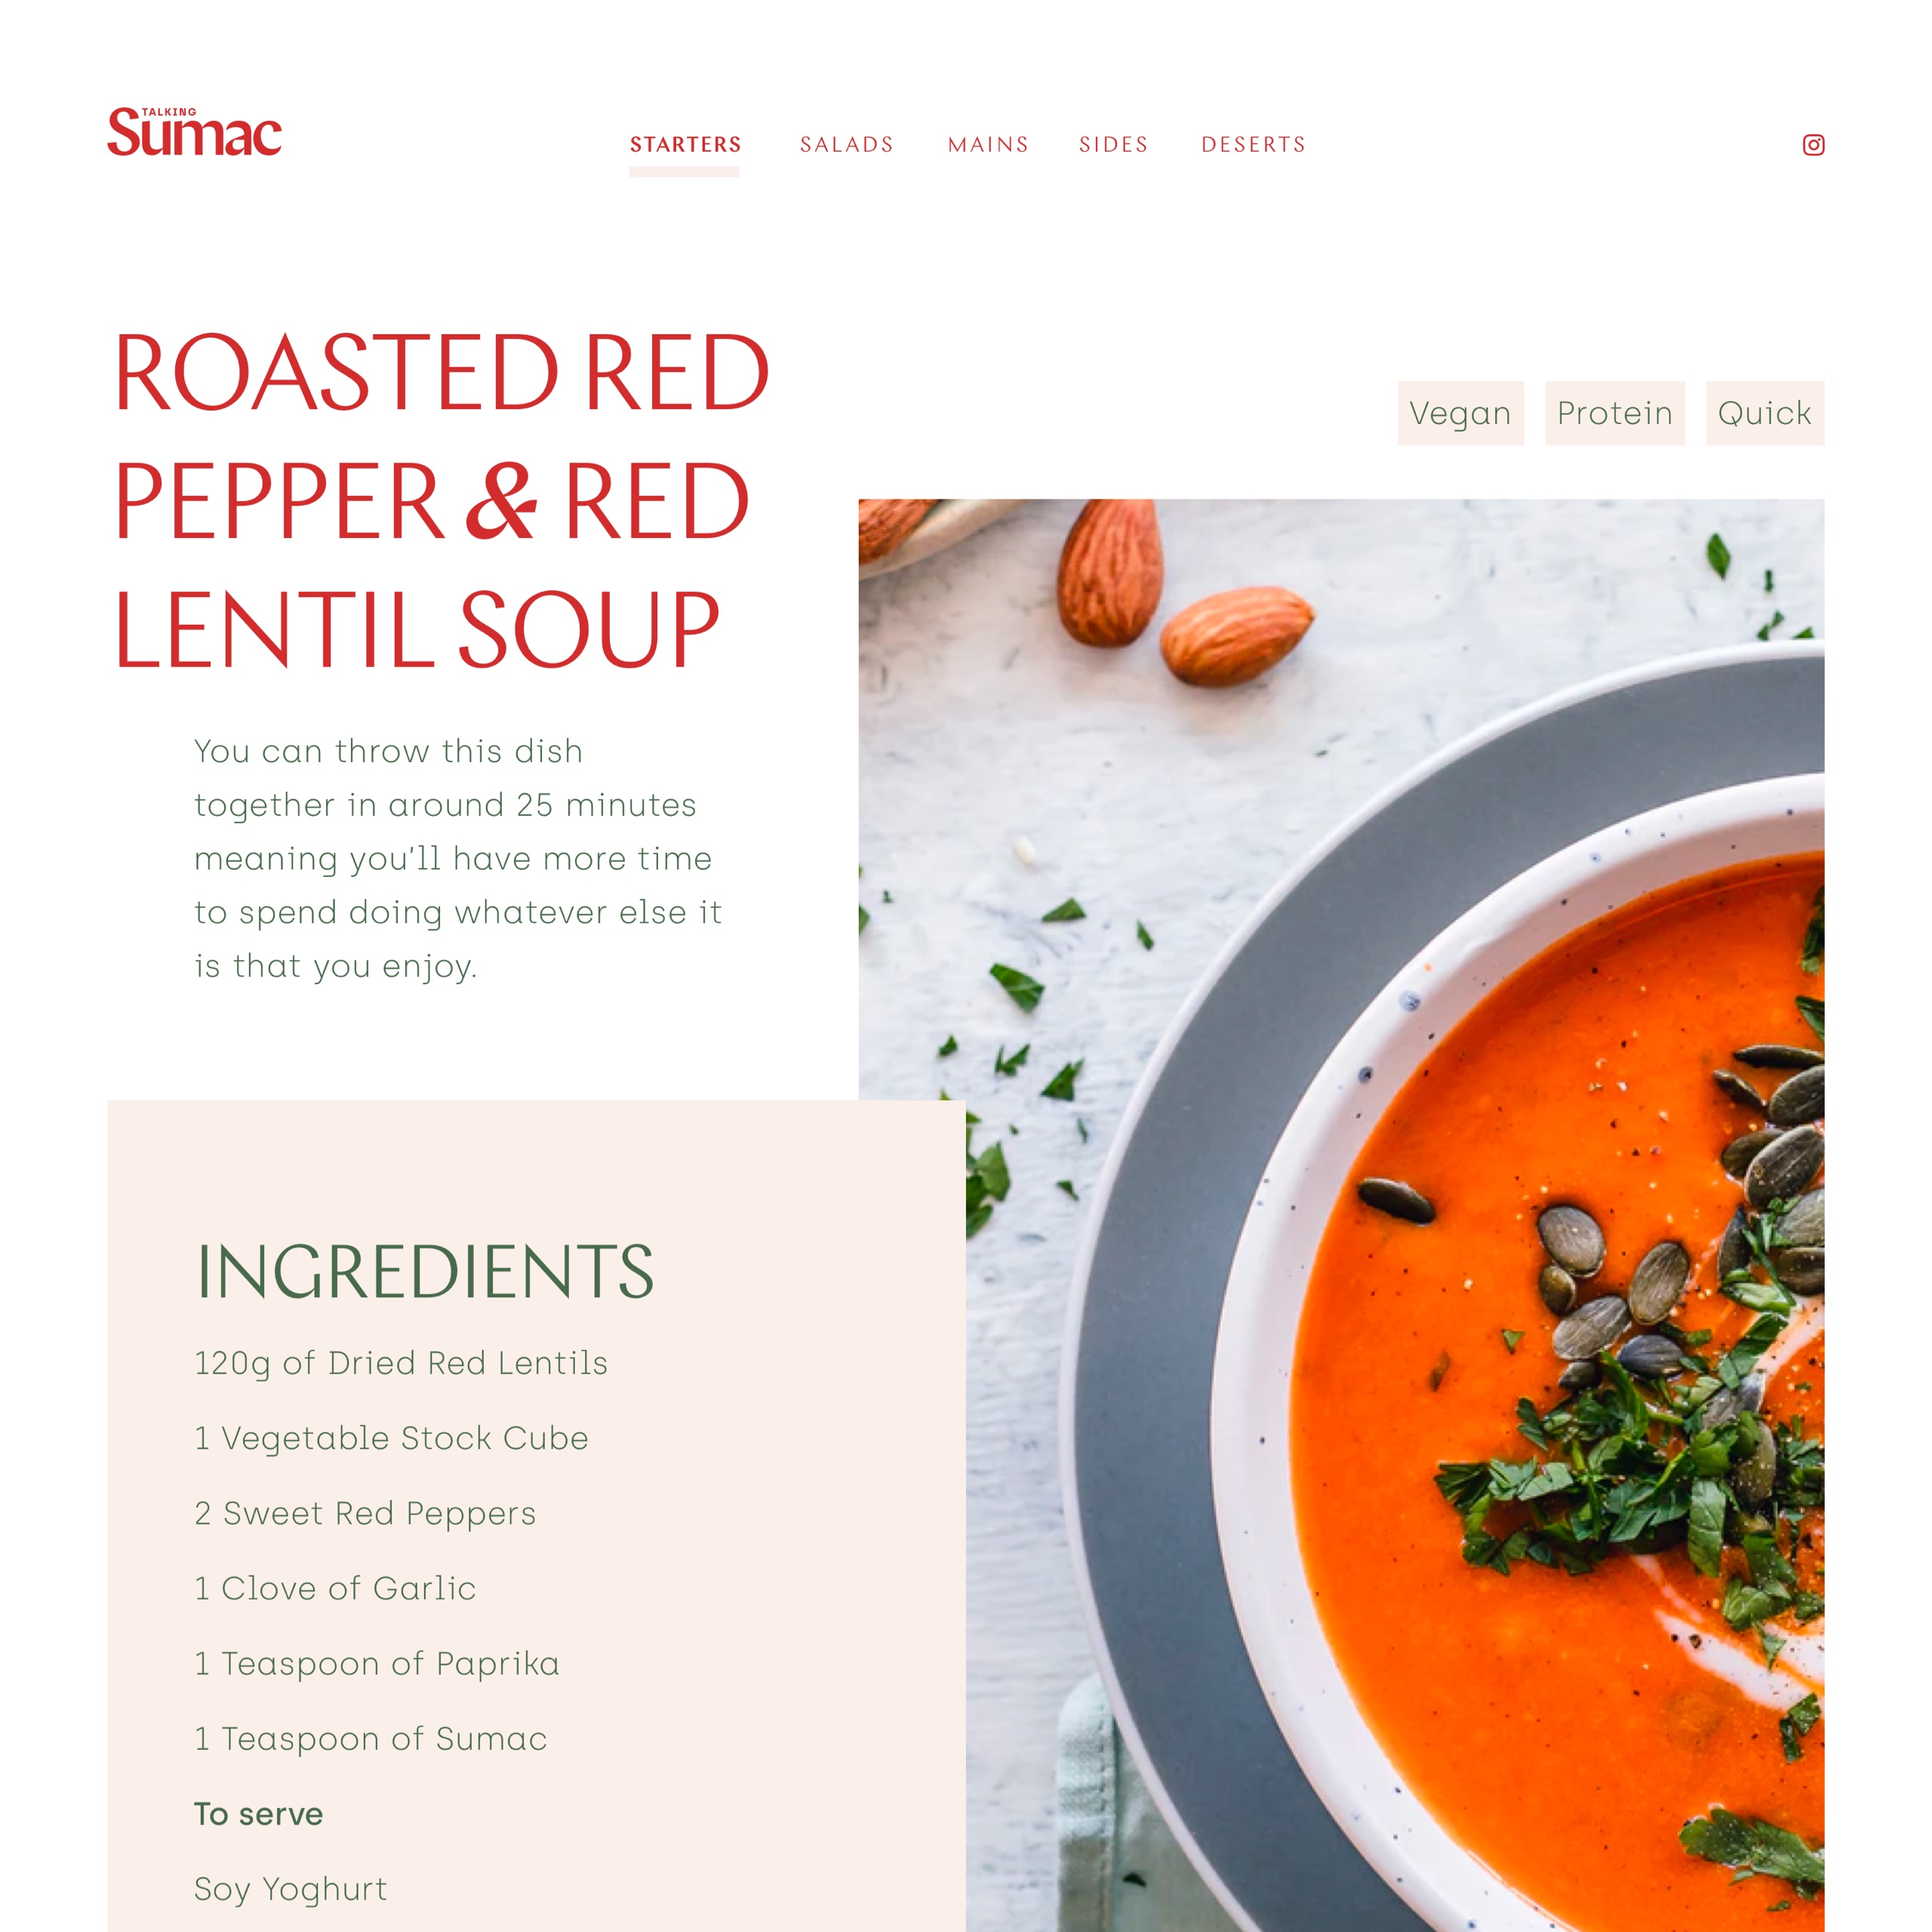 TALKING
Sumac
STARTERS SALADS MAINS SIDES DESERTS
ROASTED RED
PEPPER & RED
LENTIL SOUP
Vegan Protein Quick
You can throw this dish
together in around 25 minutes
meaning you'll have more time
to spend doing whatever else it
is that you enjoy.
INGREDIENTS
120g of Dried Red Lentils
1 Vegetable Stock Cube
2 Sweet Red Peppers
1 Clove of Garlic
1 Teaspoon of Paprika
1 Teaspoon of Sumac
To serve
Soy Yoghurt